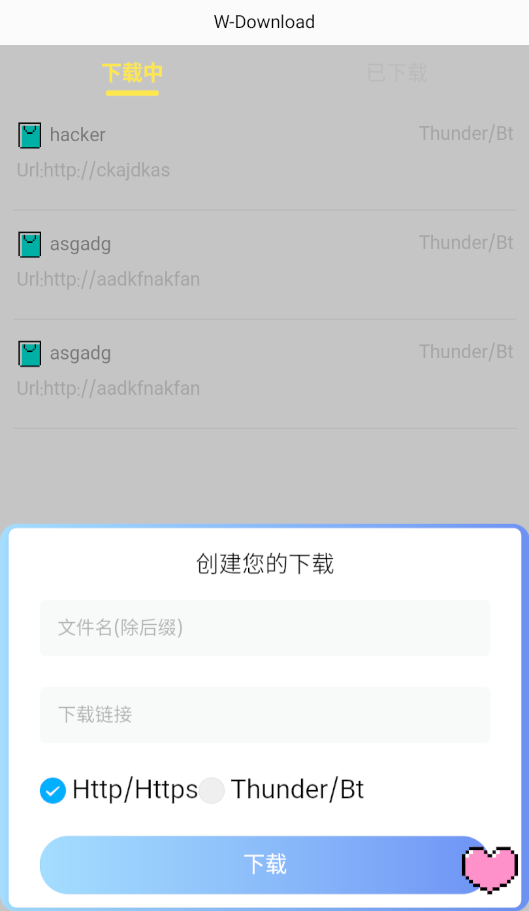 W-Download
下载中 已下载
hacker Thunder/Bt
Url:http://ckajdkas
asgadg Thunder/Bt
Url:http://aadkfnakfan
asgadg Thunder/Bt
Url:http://aadkfnakfan
创建您的下载
文件名(除后缀)
下载链接
Http/Https Thunder/Bt
下载